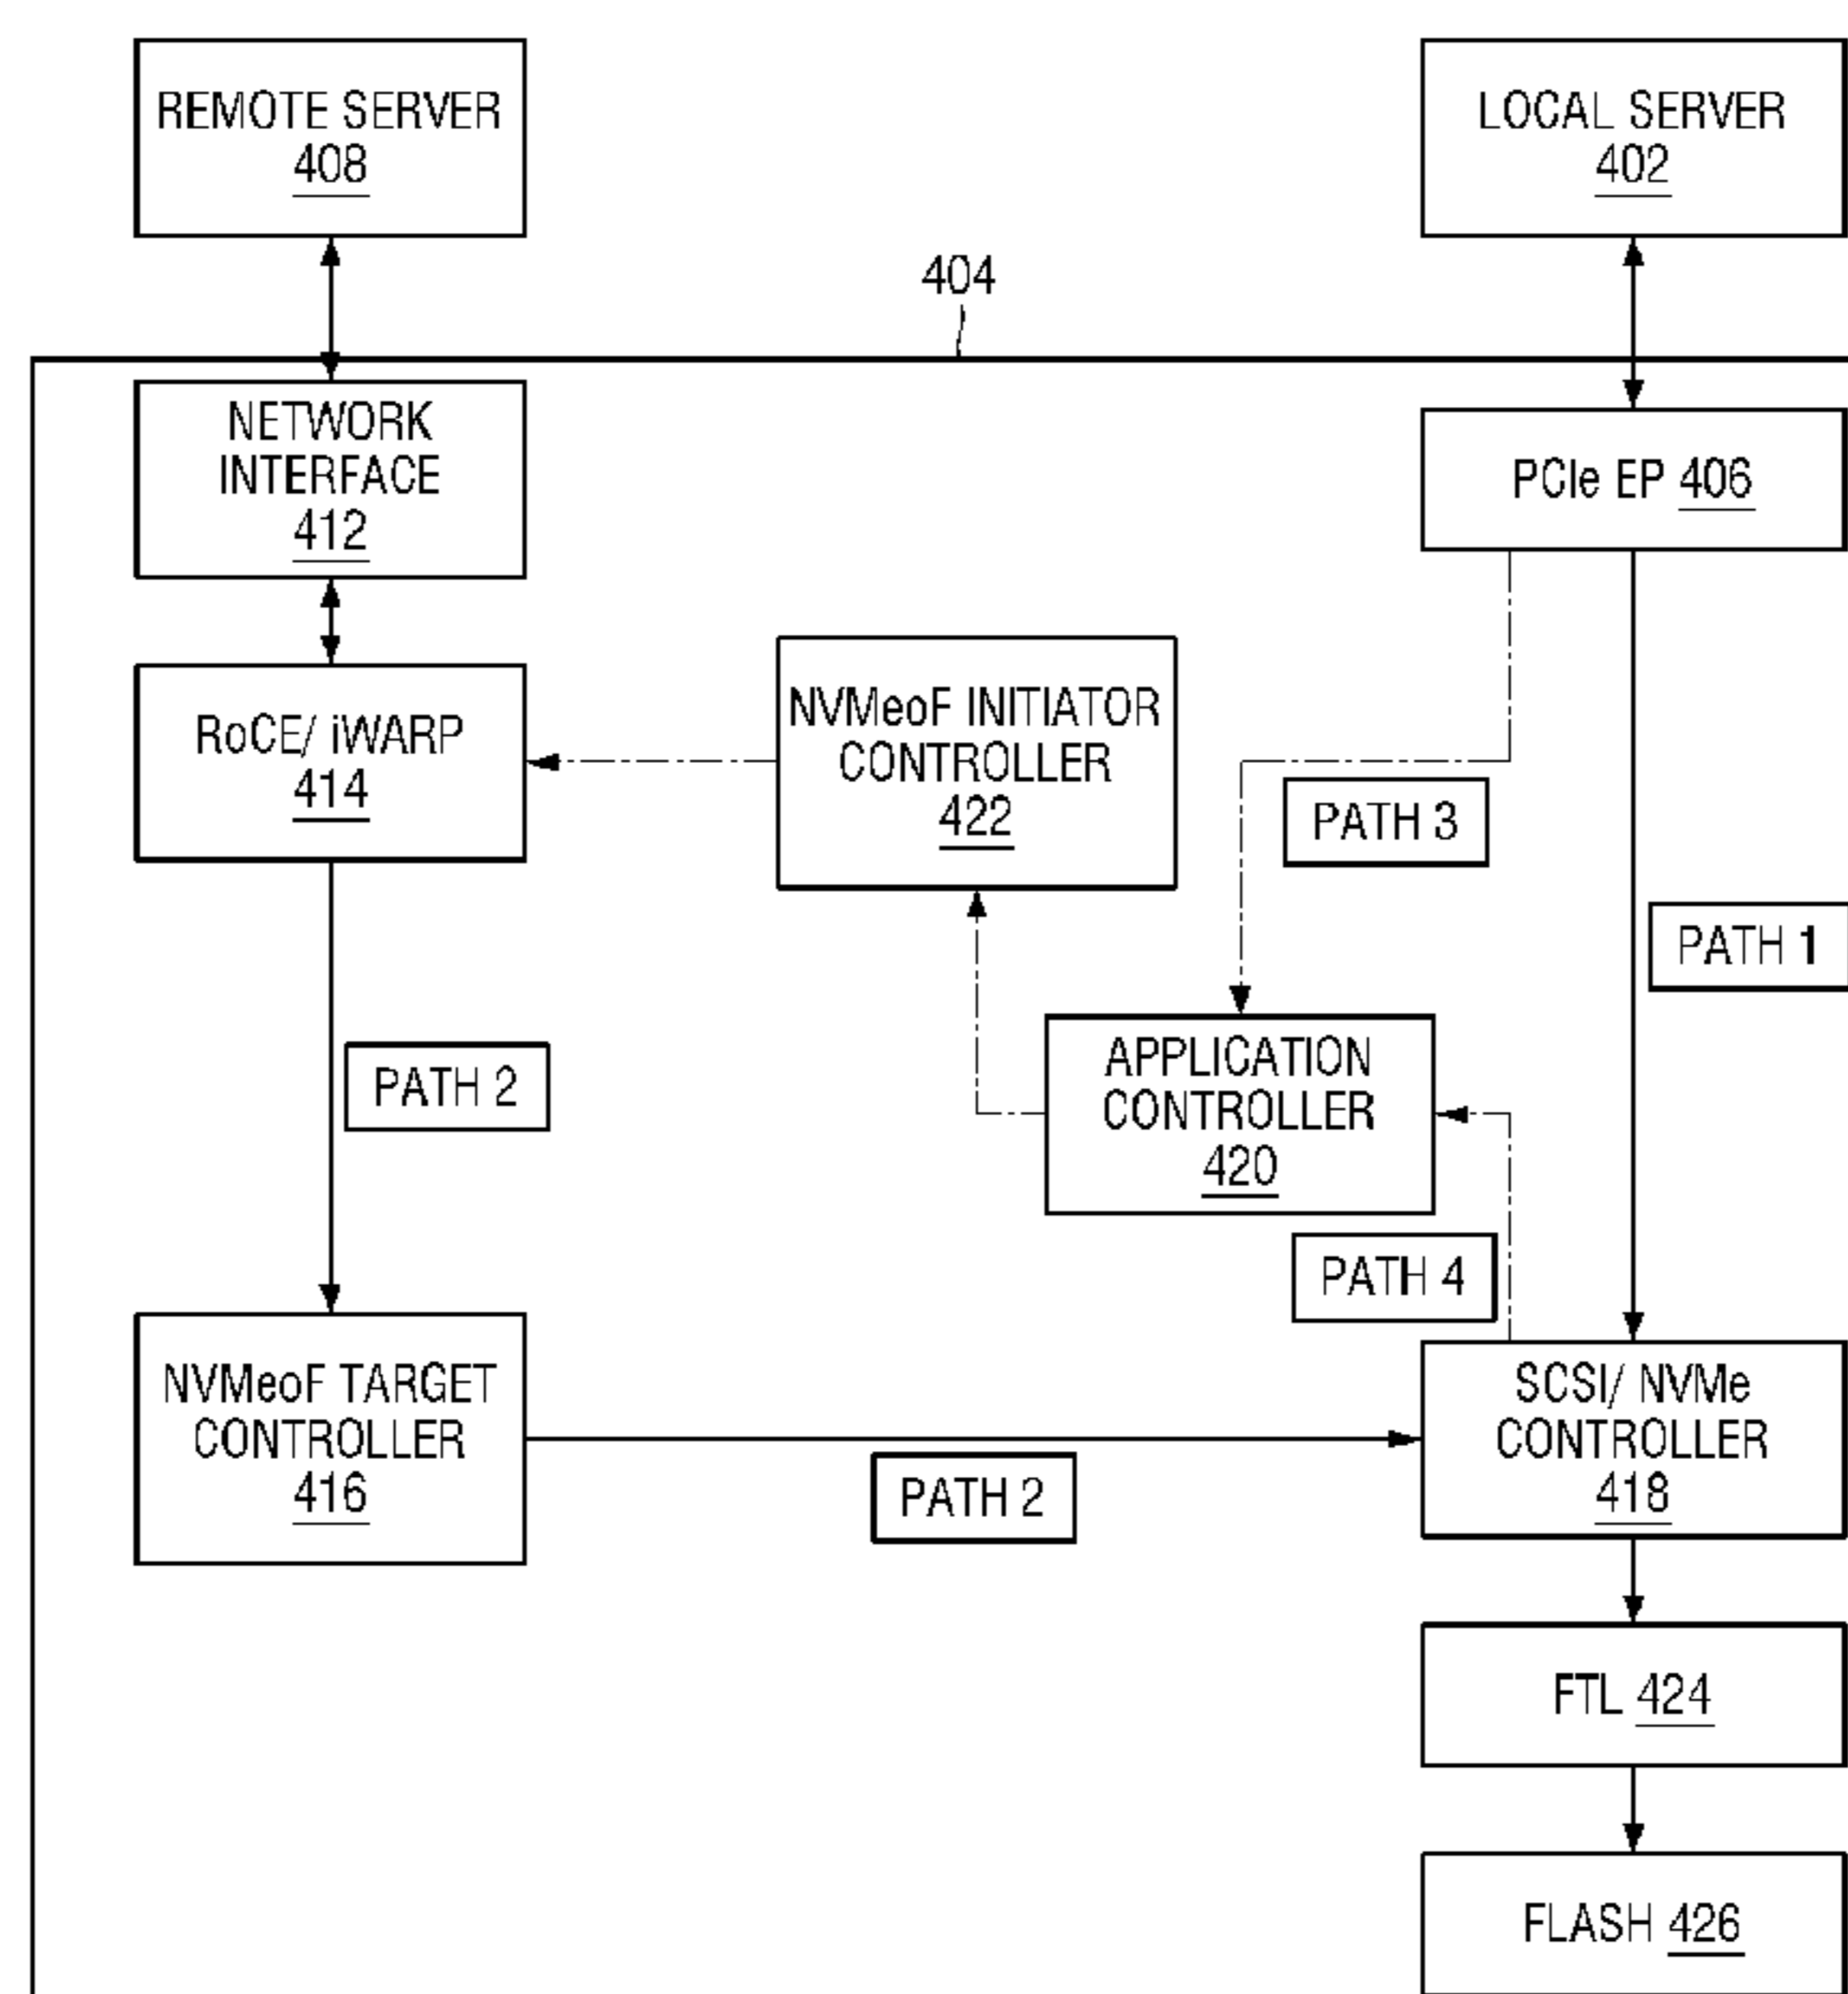 REMOTE SERVER
408
LOCAL SERVER
402
404
NETWORK
INTERFACE
412
PCIe EP 406
RoCE/ iWARP
414
NVMeoF INITIATOR
CONTROLLER
422
PATH 3
PATH 1
APPLICATION
CONTROLLER
420
PATH 2
PATH 4
NVMeoF TARGET
CONTROLLER
416
PATH 2
SCSI/ NVMe
CONTROLLER
418
FTL 424
FLASH 426